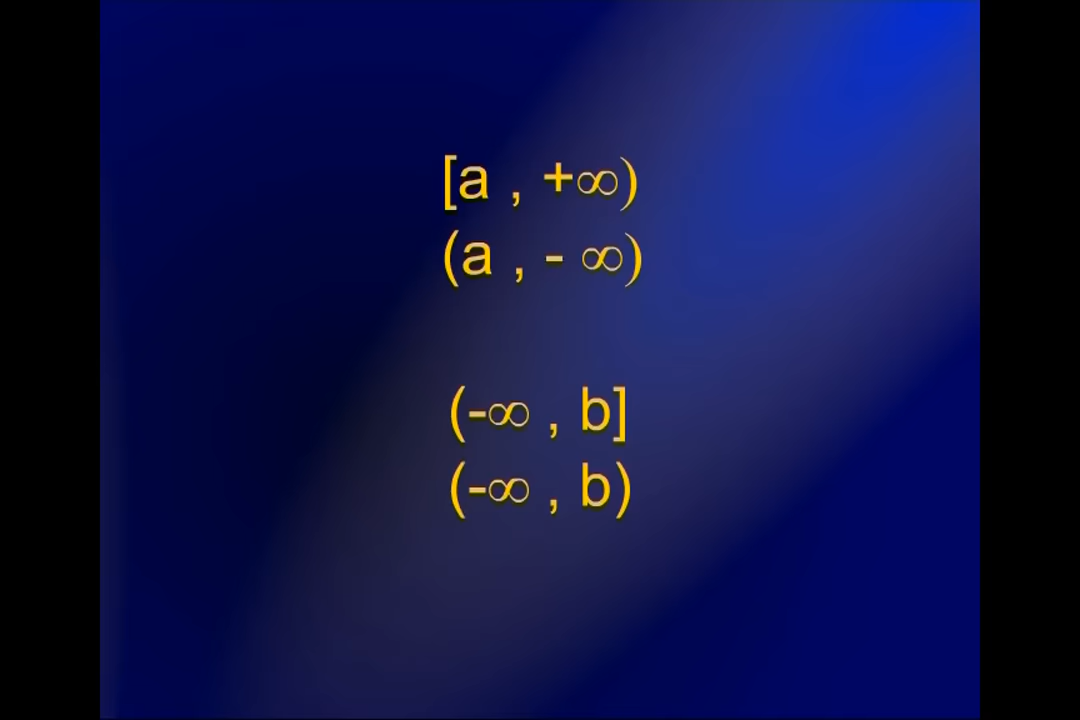 [a , +∞)
(a , - ∞)
(-∞ , b]
(-∞ , b)